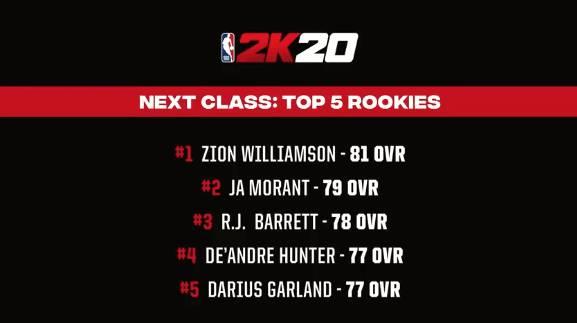 NBA 2K20
NEXT CLASS: TOP 5 ROOKIES
#1 ZION WILLIAMSON - 81 OVR
#2 JA MORANT - 79 OVR
#3 R.J. BARRETT - 78 OVR
#4 DE'ANDRE HUNTER - 77 OVR
#5 DARIUS GARLAND - 77 OVR